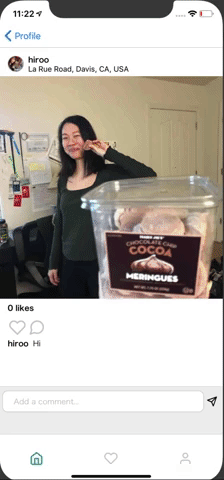 11:22
Profile
hiroo
La Rue Road, Davis, CA, USA
TRADER JOE'S
CHOCOLATE CHIP
COCOA
MERINGUES
0 likes
hiroo Hi
Add a comment...